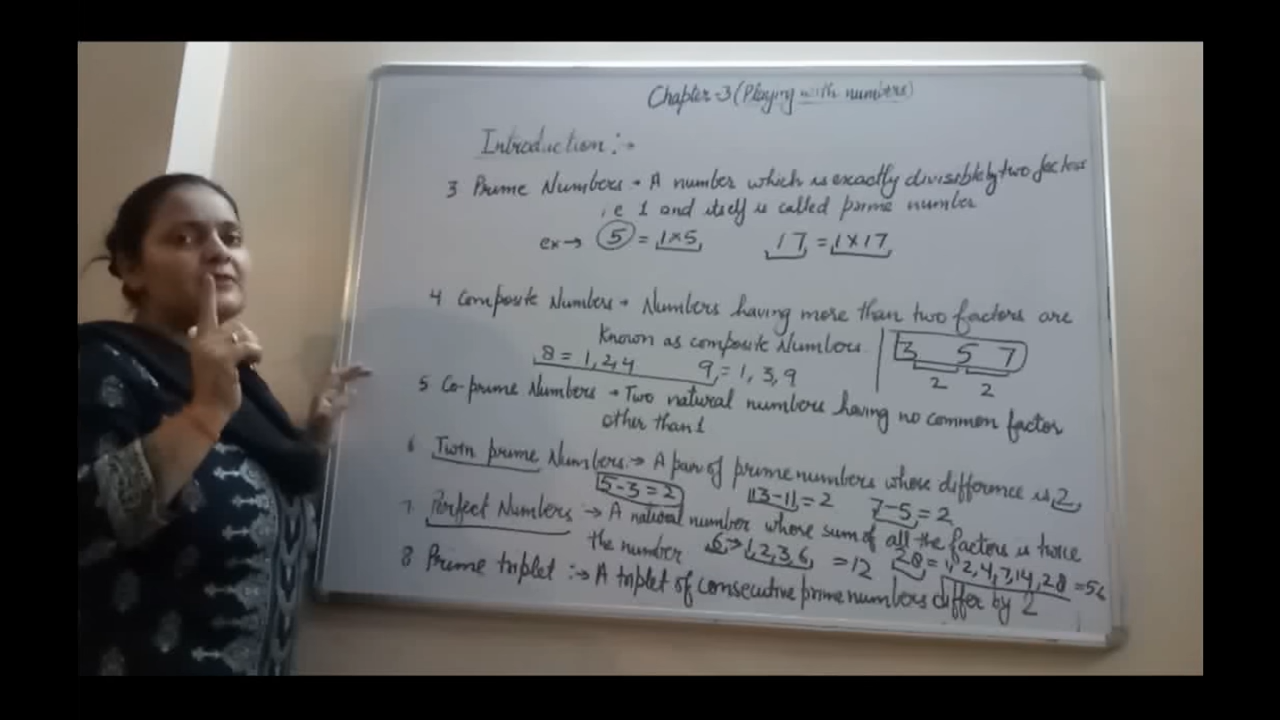 Chapter-3 (Playing with numbers)
Introduction :-
3 Prime Numbers - A number which is exactly divisible by two factors
i.e 1 and itself is called prime number
ex→ 5 = 1×5 17 = 1×17
4 Composite Numbers - Numbers having more than two factors are
known as composite Numbers.
3 5 7
2 2
8 = 1,2,4 9 = 1, 3, 9
5 Co-prime Numbers → Two natural numbers having no common factor
other than 1
6 Twin prime Numbers :→ A pair of prime numbers whose difference is 2
5-3=2 13-11=2 7-5=2
7. Perfect Numbers :→ A natural number whose sum of all the factors is twice
the number 6→1,2,3,6 = 12 28 = 1,2,4,7,14,28 = 56
8 Prime triplet :→ A triplet of consecutive prime numbers differ by 2